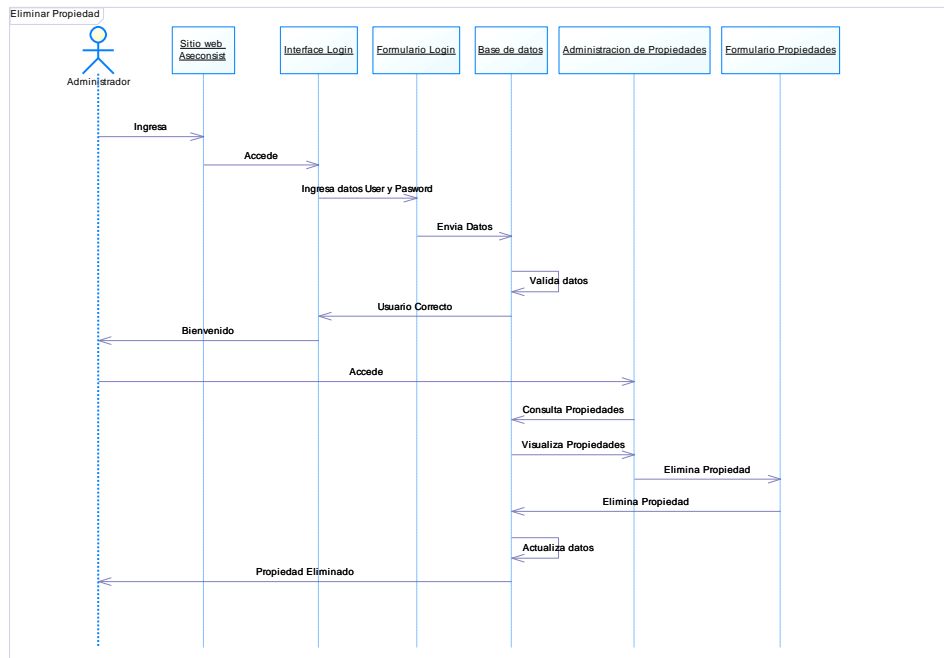 Eliminar Propiedad
Administrador
Sitio web
Aseconsist
Interface Login
Formulario Login
Base de datos
Administracion de Propiedades
Formulario Propiedades
Ingresa
Accede
Ingresa datos User y Pasword
Envia Datos
Valida datos
Usuario Correcto
Bienvenido
Accede
Consulta Propiedades
Visualiza Propiedades
Elimina Propiedad
Elimina Propiedad
Actualiza datos
Propiedad Eliminado